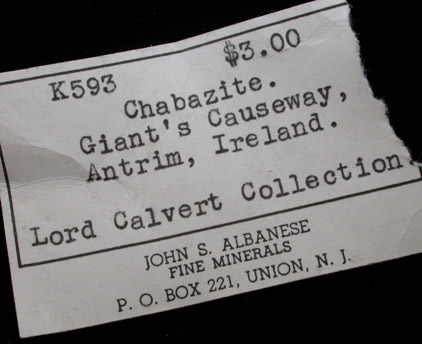 K593 $3.00
Chabazite.
Giant's Causeway,
Antrim, Ireland.
Lord Calvert Collection.
JOHN S. ALBANESE
FINE MINERALS
P. O. BOX 221, UNION, N. J.